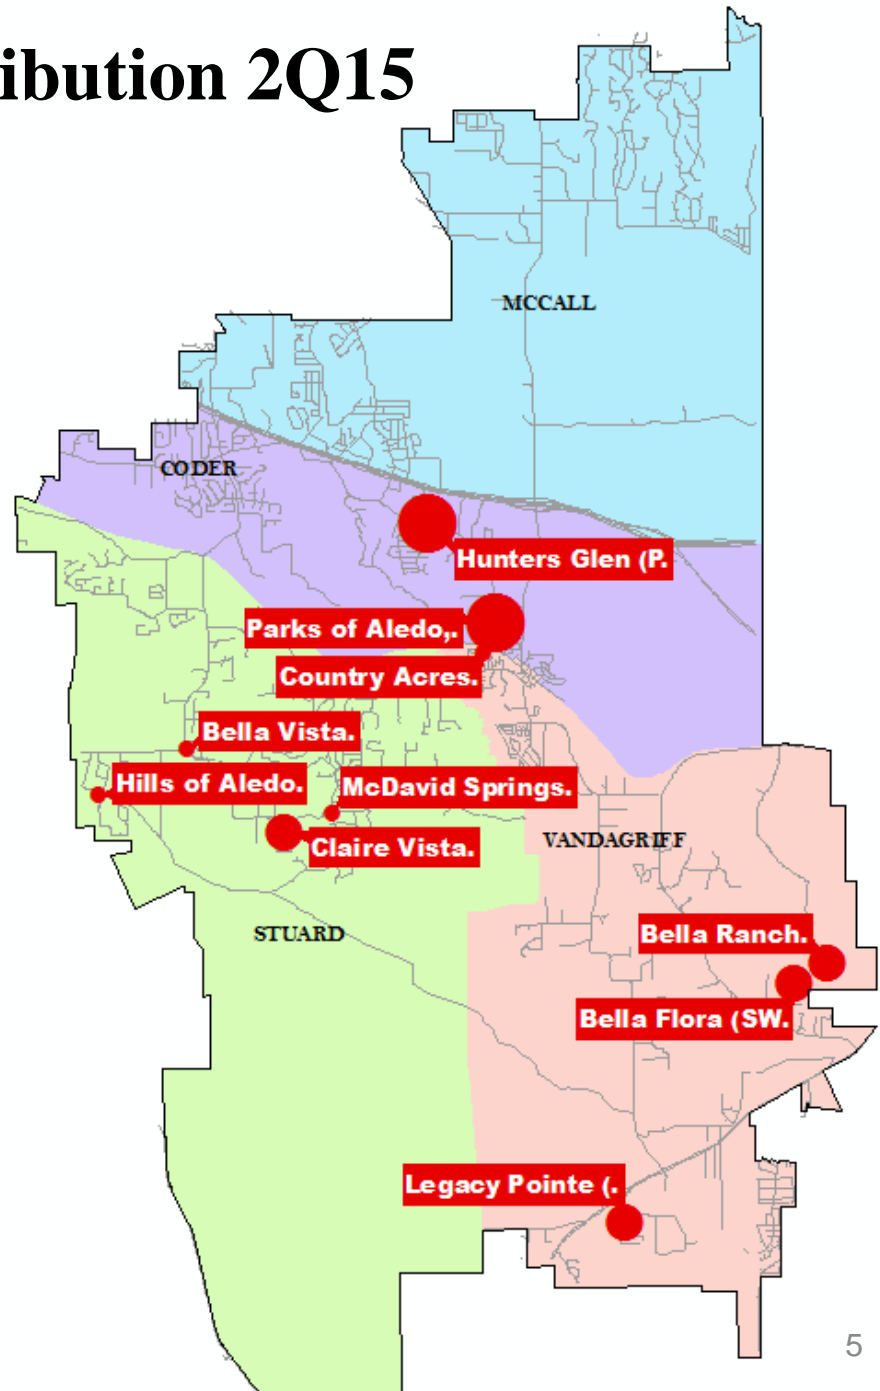 ibution 2Q15
MCCALL
CODER
Hunters Glen (P.
Parks of Aledo,.
Country Acres.
Bella Vista.
Hills of Aledo.
McDavid Springs.
Claire Vista.
VANDAGRIFF
STUARD
Bella Ranch.
Bella Flora (SW.
Legacy Pointe (.
5